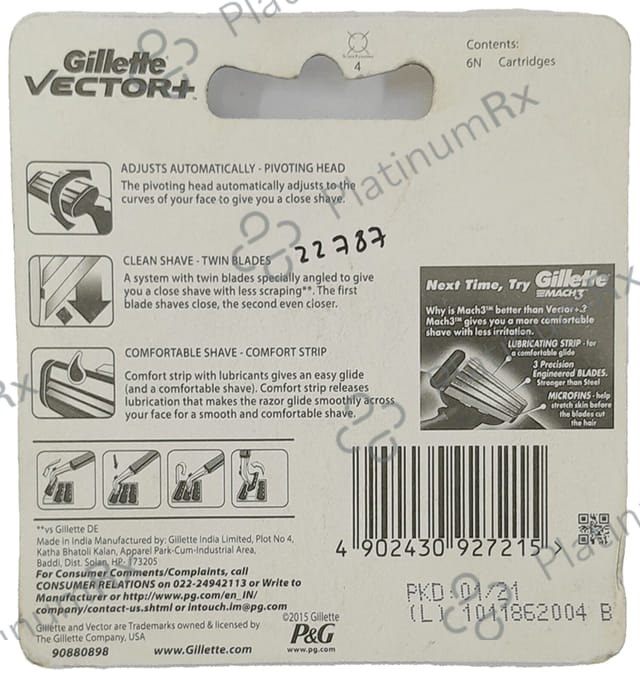 Gillette
VECTOR+
4
Contents:
6N Cartridges
PlatinumRx
ADJUSTS AUTOMATICALLY - PIVOTING HEAD
The pivoting head automatically adjusts to the
curves of your face to give you a close shave.
22787
CLEAN SHAVE - TWIN BLADES
A system with twin blades specially angled to give
you a close shave with less scraping**. The first
blade shaves close, the second even closer.
COMFORTABLE SHAVE - COMFORT STRIP
Comfort strip with lubricants gives an easy glide
(and a comfortable shave). Comfort strip releases
lubrication that makes the razor glide smoothly across
your face for a smooth and comfortable shave.
Next Time, Try Gillette
MACH3
Why is Mach3™ better than Vector+?
Mach3™ gives you a more comfortable
shave with less irritation.
LUBRICATING STRIP - for
a comfortable glide
3 Precision
Engineered BLADES.
Stronger than Steel
MICROFINS - help
stretch skin before
the blades cut
the hair
**vs Gillette DE
Made in India Manufactured by: Gillette India Limited, Plot No 4,
Katha Bhatoli Kalan, Apparel Park-Cum-Industrial Area,
Baddi, Dist. Solan, HP- 173205
For Consumer Comments/Complaints, call
CONSUMER RELATIONS on 022-24942113 or Write to
Manufacturer or http://www.pg.com/en_IN/
company/contact-us.shtml or intouch.im@pg.com
Gillette and Vector are Trademarks owned & licensed by
The Gillette Company, USA
90880898 www.Gillette.com
©2015 Gillette
P&G
www.pg.com
4 902430 927215 >
PKD:01/21
(L) 1011862004 B
PlatinumRx
PlatinumRx